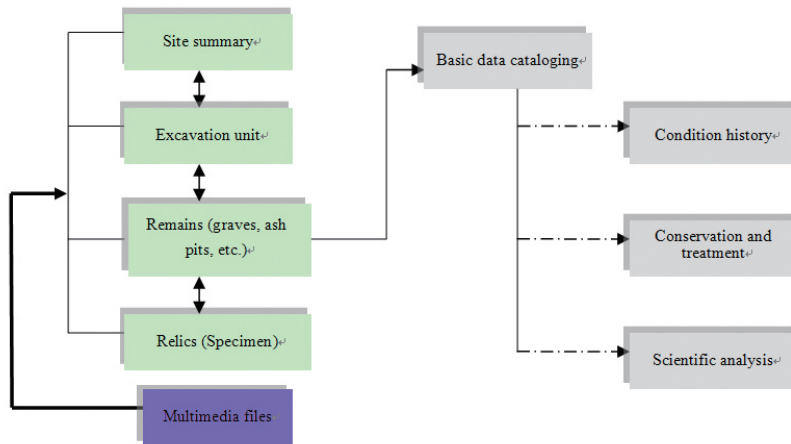 Site summary
Excavation unit
Remains (graves, ash
pits, etc.)
Relics (Specimen)
Multimedia files
Basic data cataloging
Condition history
Conservation and
treatment
Scientific analysis